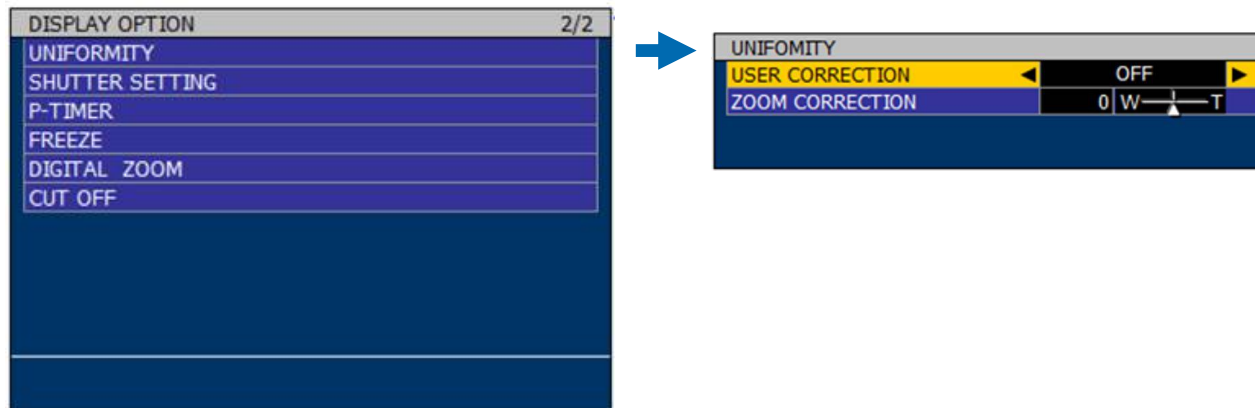 DISPLAY OPTION 2/2
UNIFORMITY
SHUTTER SETTING
P-TIMER
FREEZE
DIGITAL ZOOM
CUT OFF
UNIFOMITY
USER CORRECTION OFF
ZOOM CORRECTION 0 W T